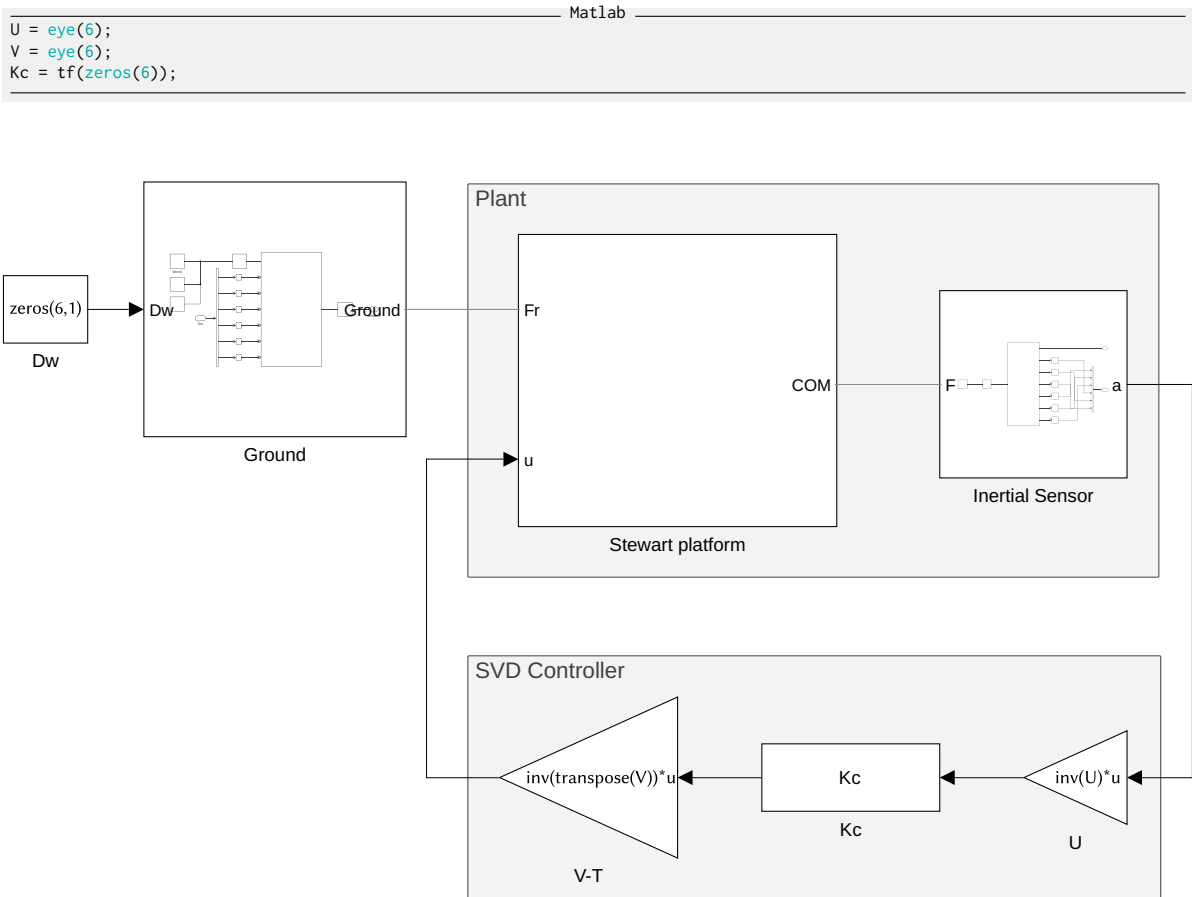 Matlab
U = eye(6);
V = eye(6);
Kc = tf(zeros(6));
Plant
zeros(6,1)
Dw
Dw
Ground
Ground
Fr
u
COM
Stewart platform
F
a
Inertial Sensor
SVD Controller
inv(transpose(V))*u
V-T
Kc
Kc
inv(U)*u
U